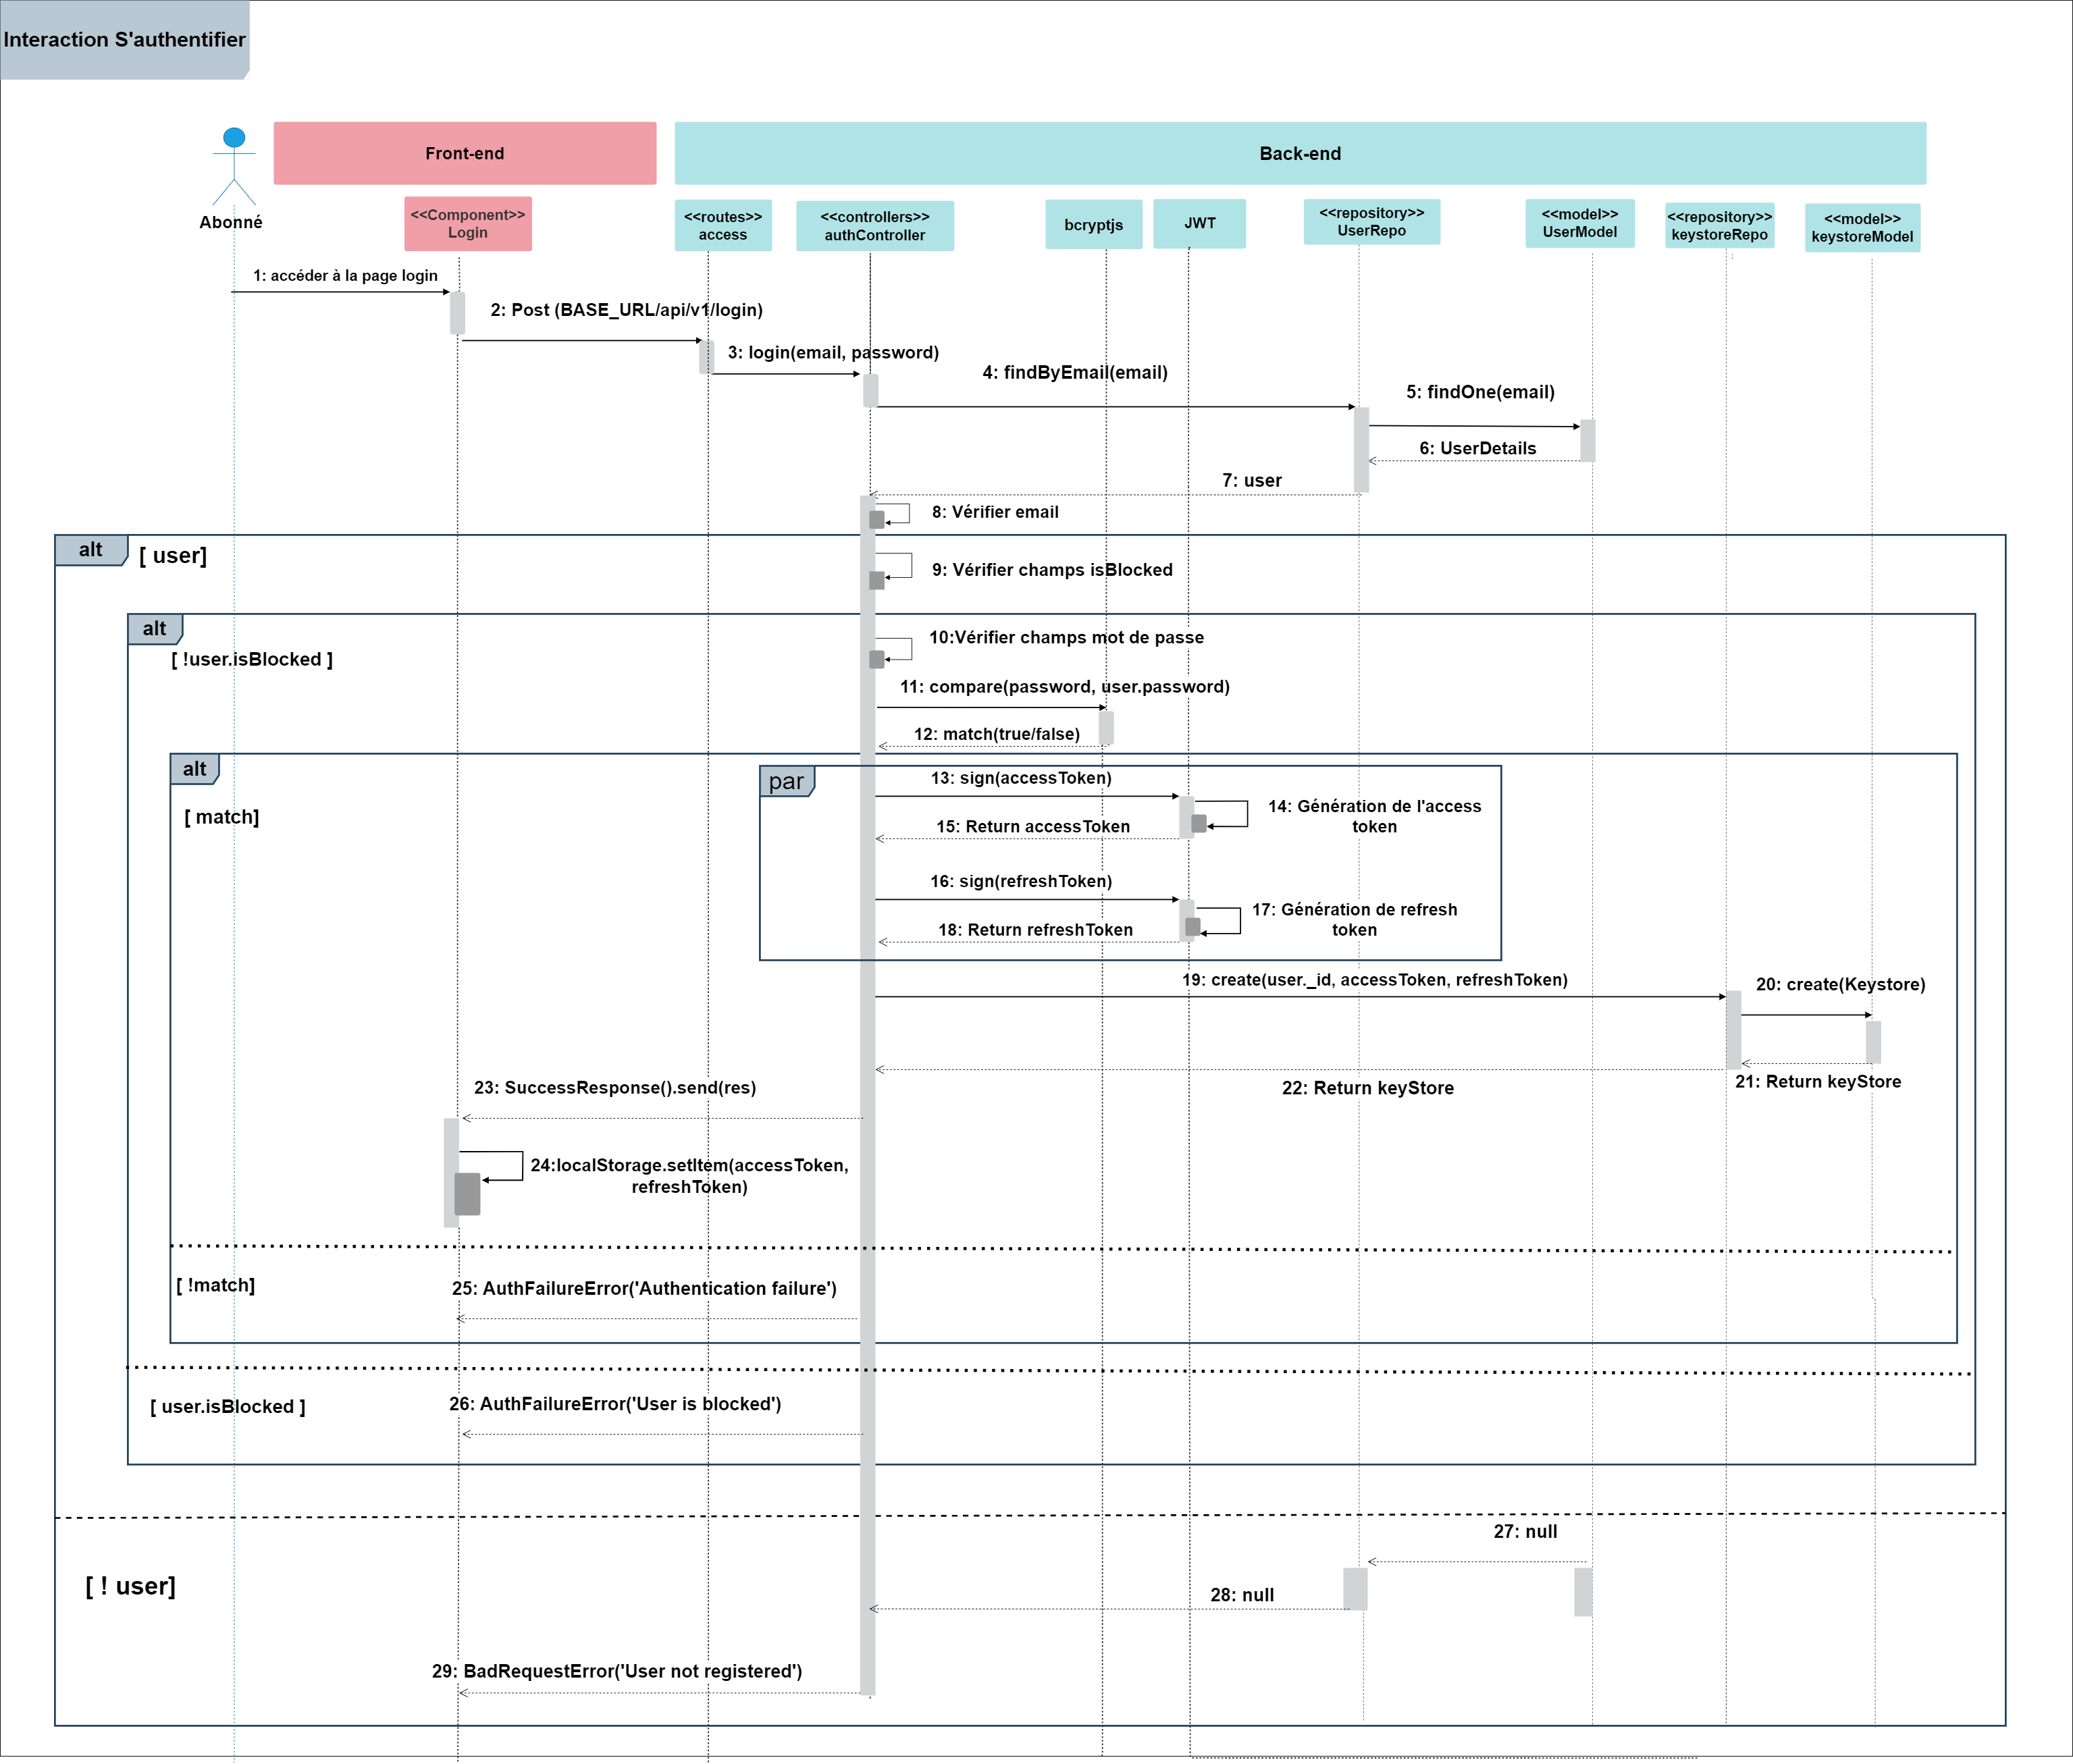 Interaction S'authentifier
Front-end
Back-end
Abonné
<<Component>>
Login
<<routes>>
access
<<controllers>>
authController
bcryptjs
JWT
<<repository>>
UserRepo
<<model>>
UserModel
<<repository>>
keystoreRepo
<<model>>
keystoreModel
1: accéder à la page login
2: Post (BASE_URL/api/v1/login)
3: login(email, password)
4: findByEmail(email)
5: findOne(email)
6: UserDetails
7: user
8: Vérifier email
alt
[ user]
9: Vérifier champs isBlocked
alt
[ !user.isBlocked ]
10:Vérifier champs mot de passe
11: compare(password, user.password)
12: match(true/false)
alt
[ match]
par
13: sign(accessToken)
14: Génération de l'access
token
15: Return accessToken
16: sign(refreshToken)
17: Génération de refresh
token
18: Return refreshToken
19: create(user._id, accessToken, refreshToken)
20: create(Keystore)
21: Return keyStore
22: Return keyStore
23: SuccessResponse().send(res)
24:localStorage.setItem(accessToken,
refreshToken)
[ !match]
25: AuthFailureError('Authentication failure')
[ user.isBlocked ]
26: AuthFailureError('User is blocked')
27: null
[ ! user]
28: null
29: BadRequestError('User not registered')